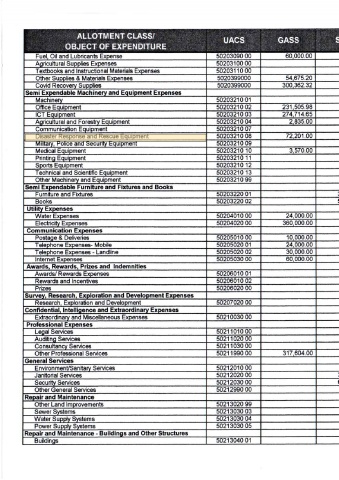 ALLOTMENT CLASS/ UACS GASS
OBJECT OF EXPENDITURE
Fuel, Oil and Lubricants Expense 50203090 00 60,000.00
Agricultural Supplies Expenses 50203100 00
Textbooks and Instructional Materials Expenses 50203110 00
Other Supplies & Materials Expenses 50203990 00 54,675.20
Covid Recovery Supplies 50203990 00 300,362.32
Semi Expendable Machinery and Equipment Expenses
Machinery 50203210 01
Office Equipment 50203210 02 231,505.98
ICT Equipment 50203210 03 274,714.65
Agricultural and Forestry Equipment 50203210 04 2,835.00
Communication Equipment 50203210 07
Disaster Response and Rescue Equipment 50203210 08 72,201.00
Military, Police and Security Equipment 50203210 09
Medical Equipment 50203210 10 3,570.00
Printing Equipment 50203210 11
Sports Equipment 50203210 12
Technical and Scientific Equipment 50203210 13
Other Machinery and Equipment 50203210 99
Semi Expendable Furniture and Fixtures and Books
Furniture and Fixtures 50203220 01
Books 50203220 02
Utility Expenses
Water Expenses 50204010 00 24,000.00
Electricity Expenses 50204020 00 360,000.00
Communication Expenses
Postage & Deliveries 50205010 00 10,000.00
Telephone Expenses- Mobile 50205020 01 24,000.00
Telephone Expenses - Landline 50205020 02 30,000.00
Internet Expenses 50205030 00 60,000.00
Awards, Rewards, Prizes and Indemnities
Awards/ Rewards Expenses 50206010 01
Rewards and Incentives 50206010 02
Prizes 50206020 00
Survey, Research, Exploration and Development Expenses
Research, Exploration and Development 50207020 00
Confidential, Intelligence and Extraordinary Expenses
Extraordinary and Miscellaneous Expenses 50210030 00
Professional Expenses
Legal Services 50211010 00
Auditing Services 50211020 00
Consultancy Services 50211030 00
Other Professional Services 50211990 00 317,604.00
General Services
Environment/Sanitary Services 50212010 00
Janitorial Services 50212020 00
Security Services 50212030 00
Other General Services 50212990 00
Repair and Maintenance
Other Land Improvements 50213020 99
Sewer Systems 50213030 03
Water Supply Systems 50213030 04
Power Supply Systems 50213030 05
Repair and Maintenance - Buildings and Other Structures
Buildings 50213040 01